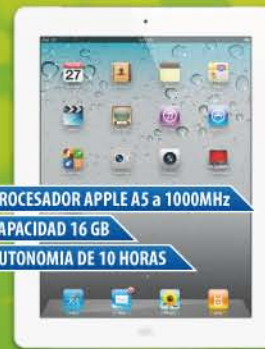 27
ROCESADOR APPLE A5 a 1000MHz
APACIDAD 16 GB
UTONOMIA DE 10 HORAS